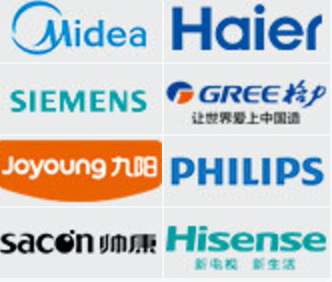 Midea
Haier
SIEMENS
GREE 格力
让世界爱上中国造
Joyoung 九阳
PHILIPS
sacon 帅康
Hisense
新电视 新生活